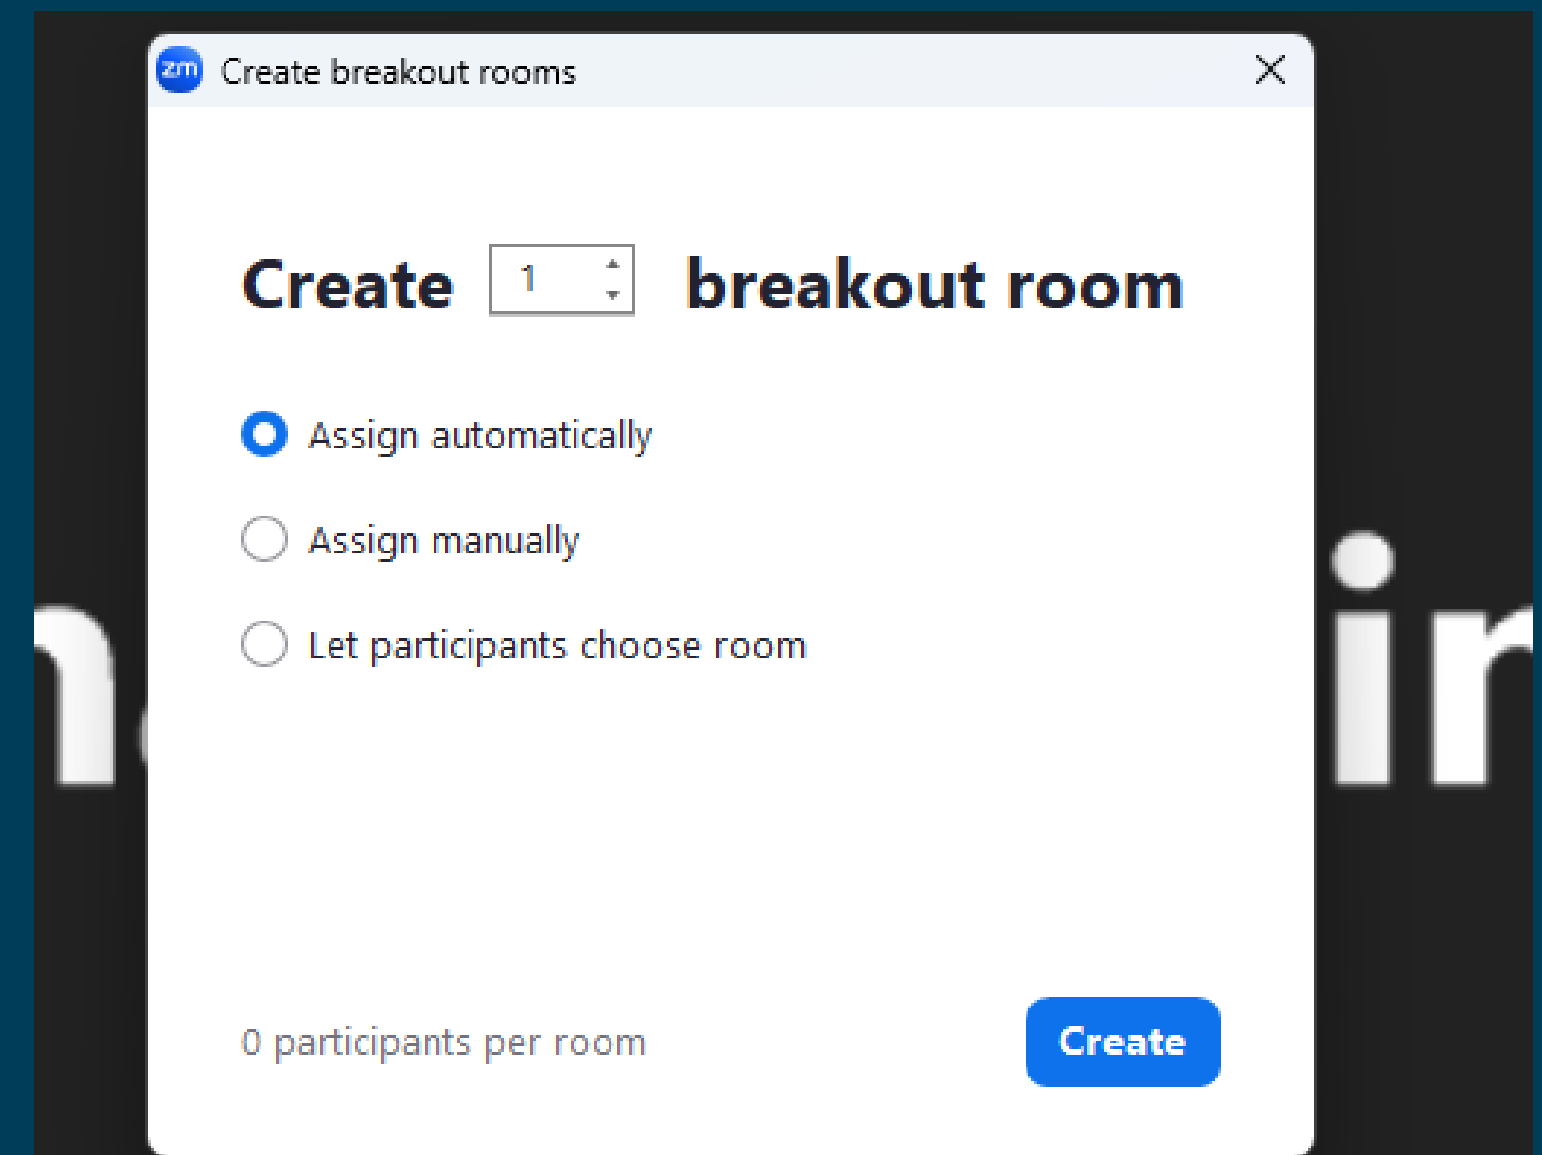 zm Create breakout rooms
Create 1 breakout room
Assign automatically
Assign manually
Let participants choose room
in
0 participants per room
Create